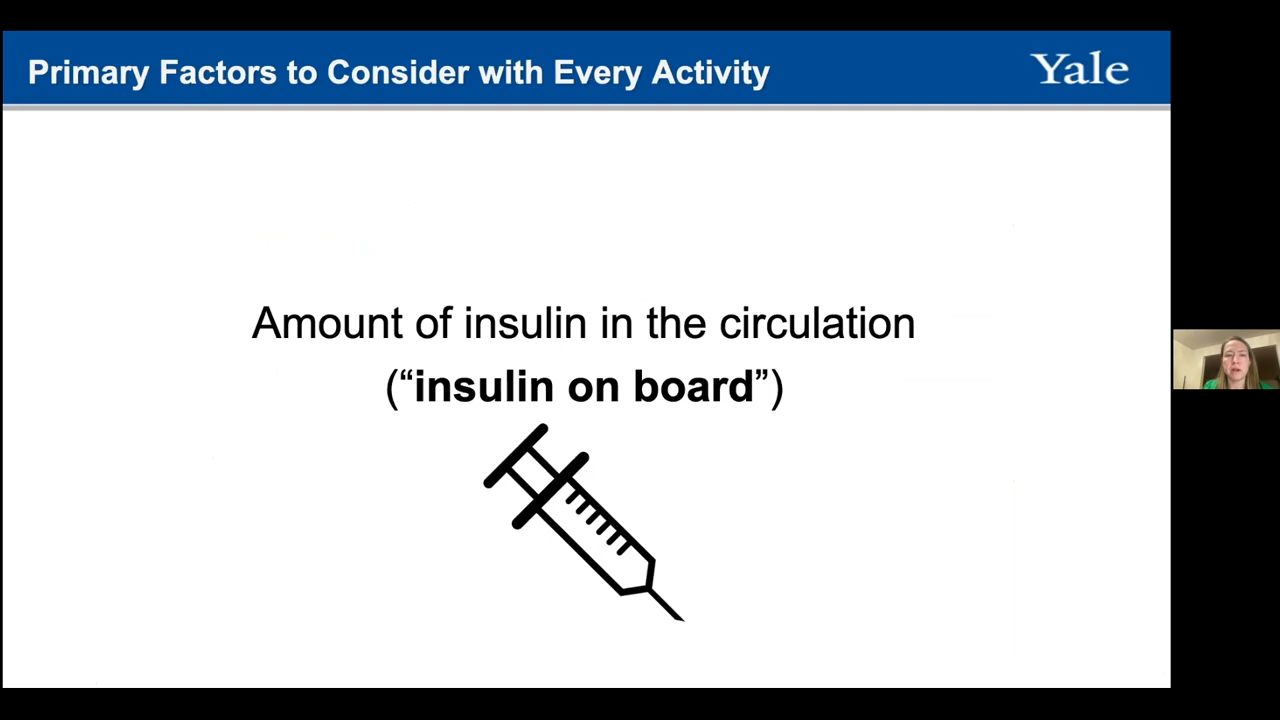 Primary Factors to Consider with Every Activity
Yale
Amount of insulin in the circulation
(“insulin on board”)